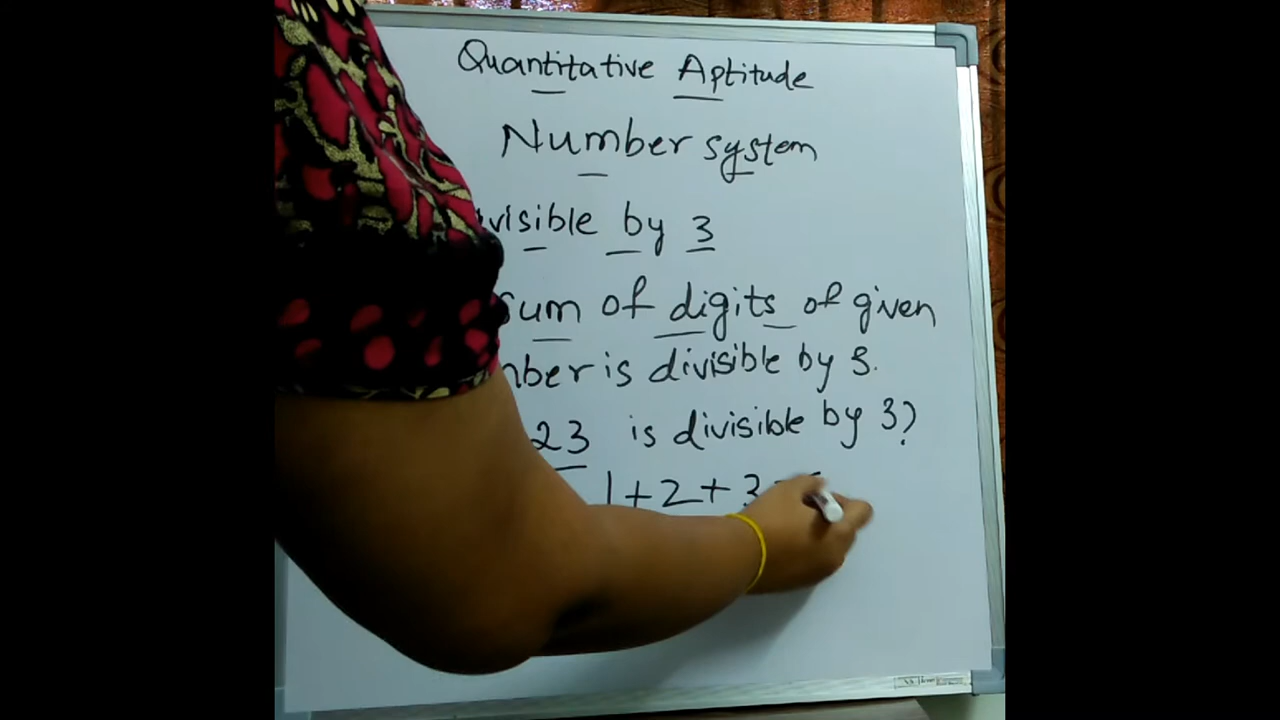 Quantitative Aptitude
Number system
visible by 3
sum of digits of given
mber is divisible by 3.
23 is divisible by 3?
1+2+3=